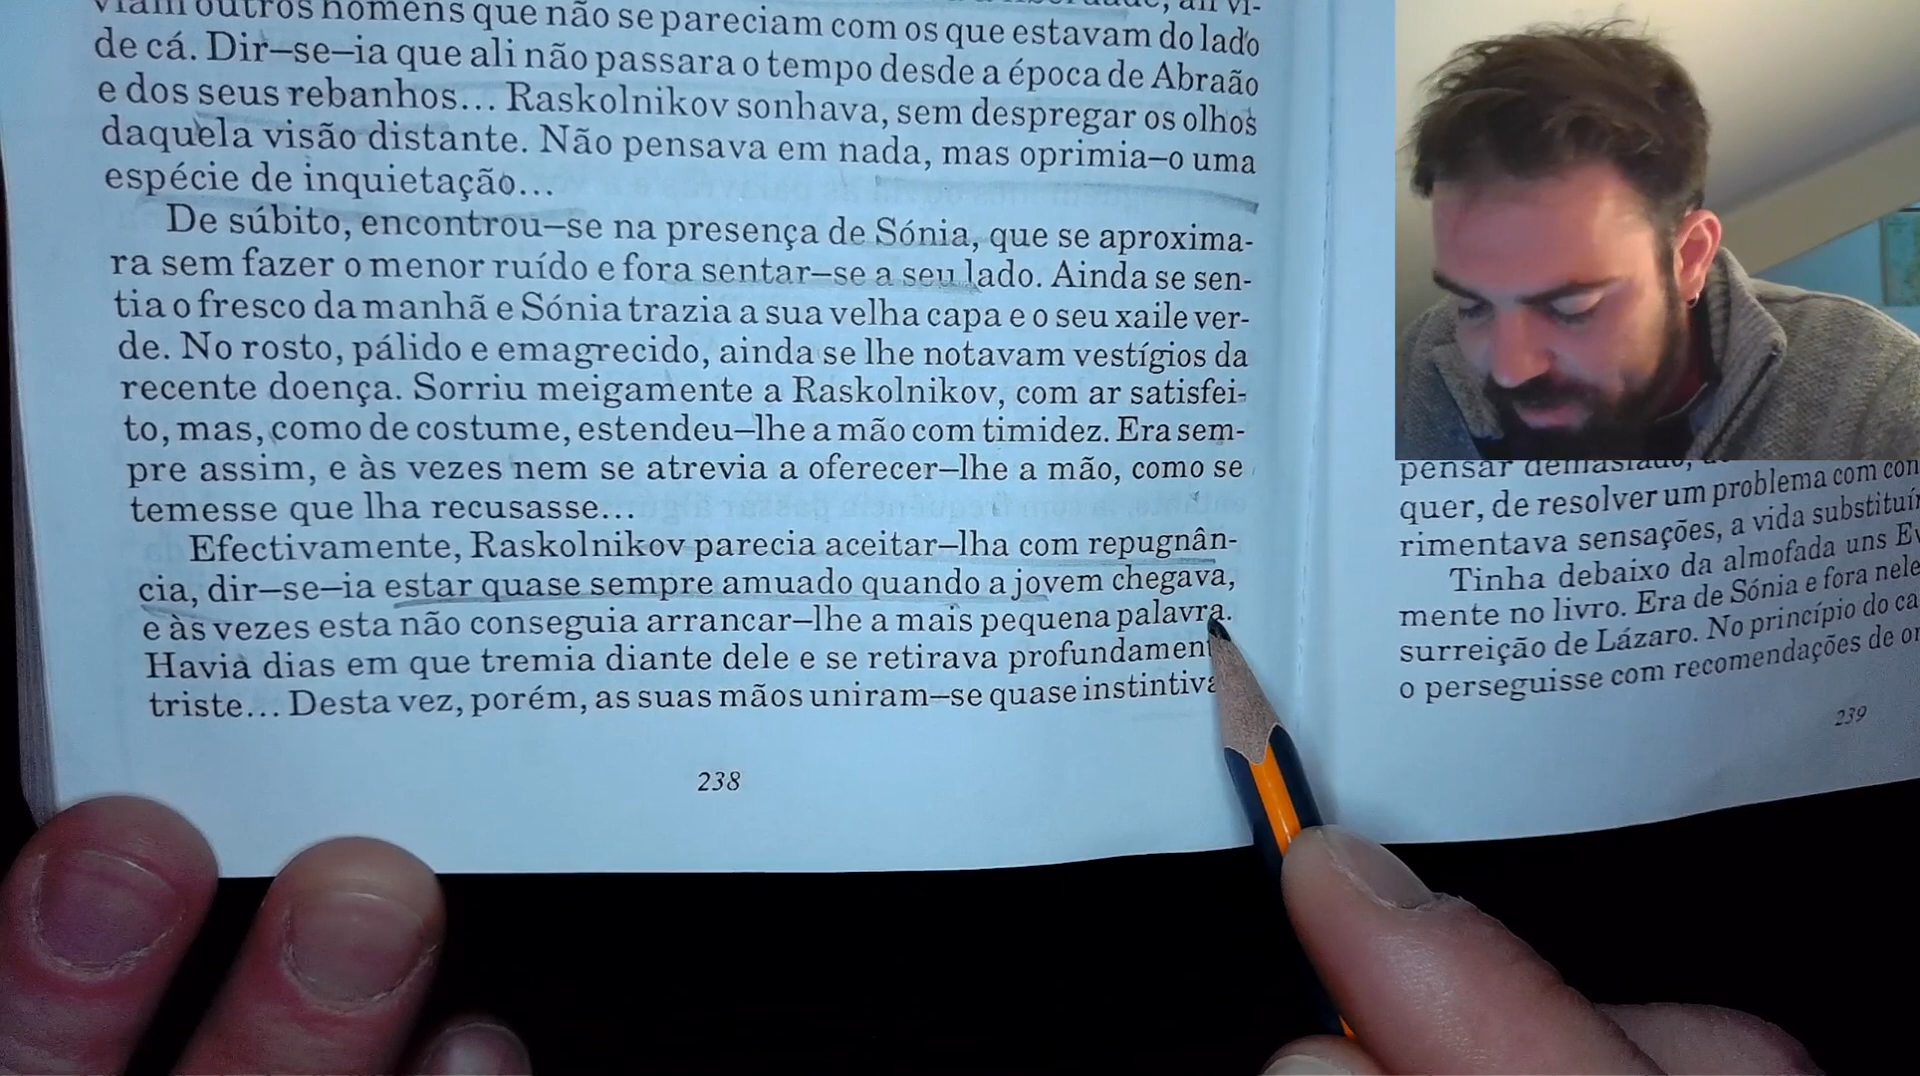 viam outros homens que não se pareciam com os que estavam do lado
de cá. Dir–se–ia que ali não passara o tempo desde a época de Abraão
e dos seus rebanhos... Raskolnikov sonhava, sem despregar os olhos
daquela visão distante. Não pensava em nada, mas oprimia–o uma
espécie de inquietação...
De súbito, encontrou–se na presença de Sónia, que se aproxima-
ra sem fazer o menor ruído e fora sentar–se a seu lado. Ainda se sen-
tia o fresco da manhã e Sónia trazia a sua velha capa e o seu xaile ver-
de. No rosto, pálido e emagrecido, ainda se lhe notavam vestígios da
recente doença. Sorriu meigamente a Raskolnikov, com ar satisfei-
to, mas, como de costume, estendeu–lhe a mão com timidez. Era sem-
pre assim, e às vezes nem se atrevia a oferecer–lhe a mão, como se
temesse que lha recusasse...
Efectivamente, Raskolnikov parecia aceitar–lha com repugnân-
cia, dir–se–ia estar quase sempre amuado quando a jovem chegava,
e às vezes esta não conseguia arrancar–lhe a mais pequena palavra.
Havia dias em que tremia diante dele e se retirava profundament
triste... Desta vez, porém, as suas mãos uniram–se quase instintiva
238
pensar demasiado,
quer, de resolver um problema com con
rimentava sensações, a vida substituír
Tinha debaixo da almofada uns Ev
mente no livro. Era de Sónia e fora nele
surreição de Lázaro. No princípio do ca
o perseguisse com recomendações de or
239